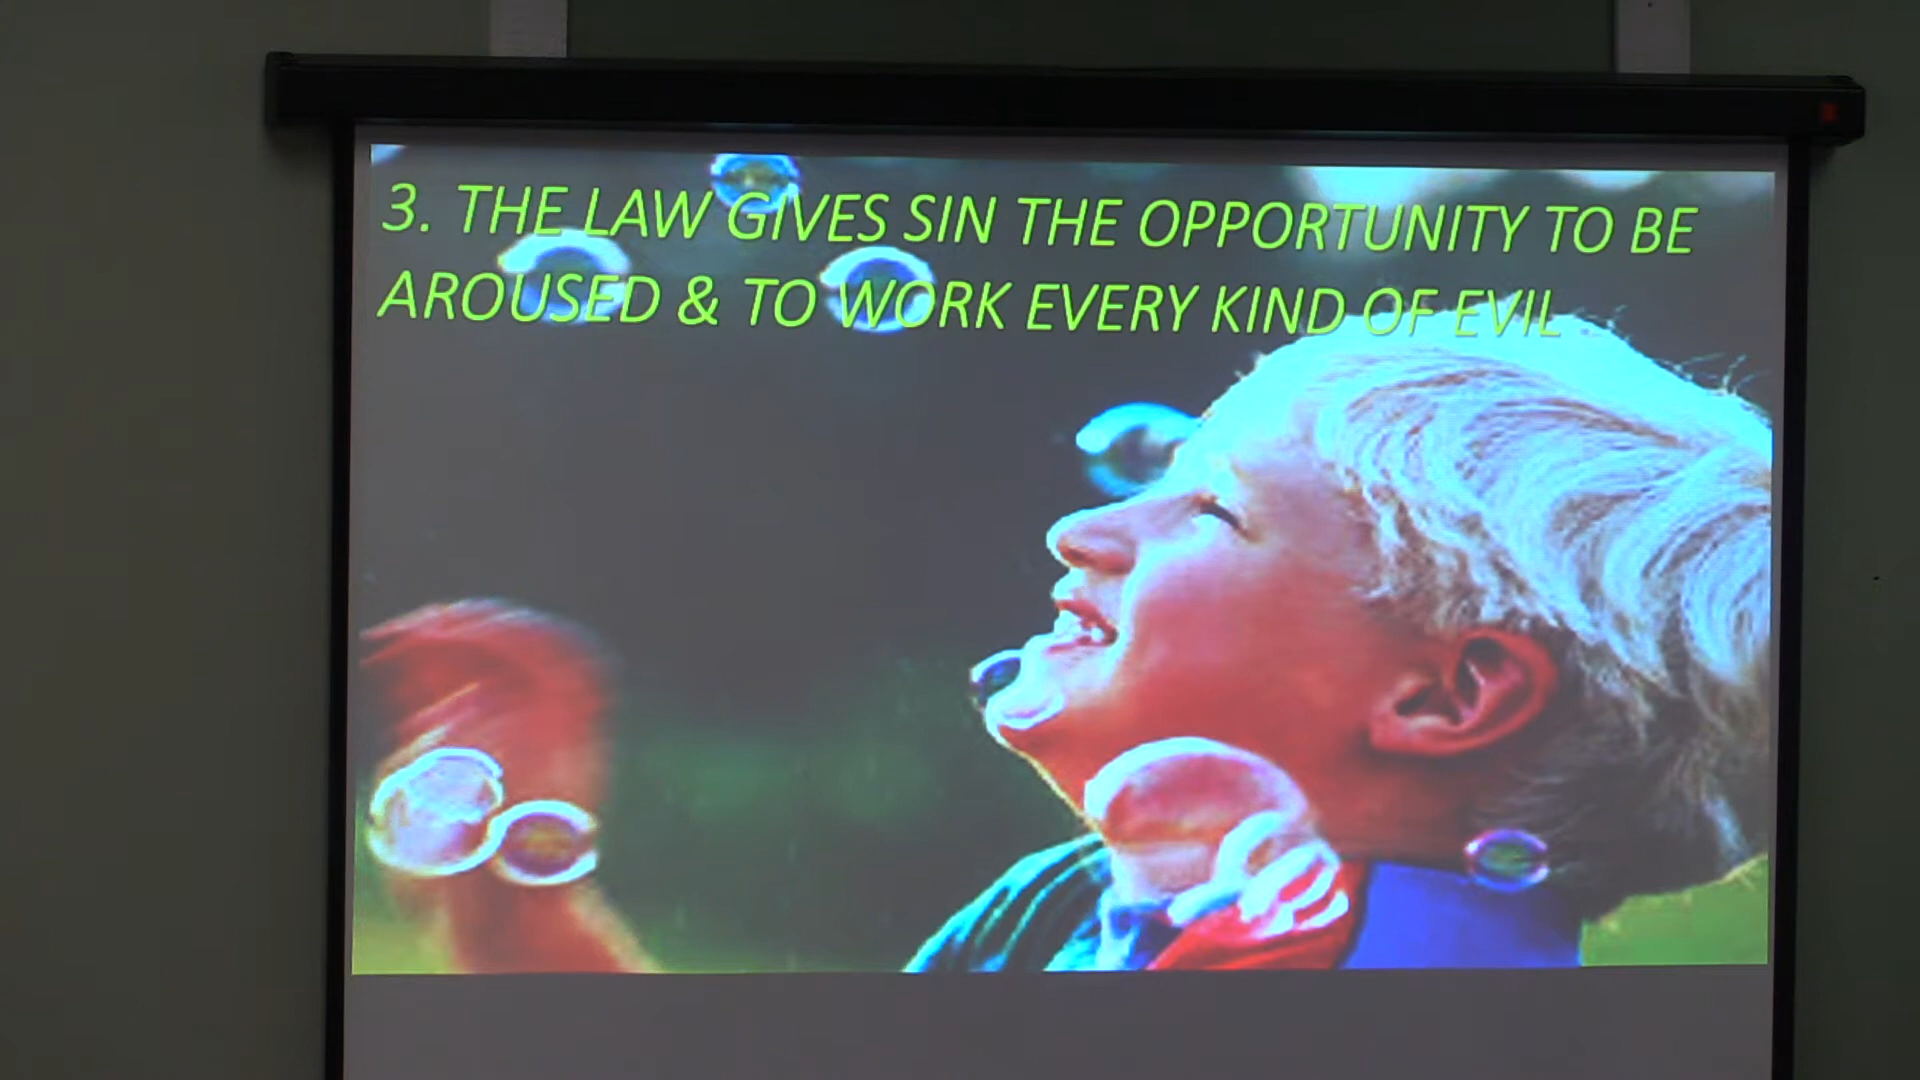 3. THE LAW GIVES SIN THE OPPORTUNITY TO BE
AROUSED & TO WORK EVERY KIND OF EVIL